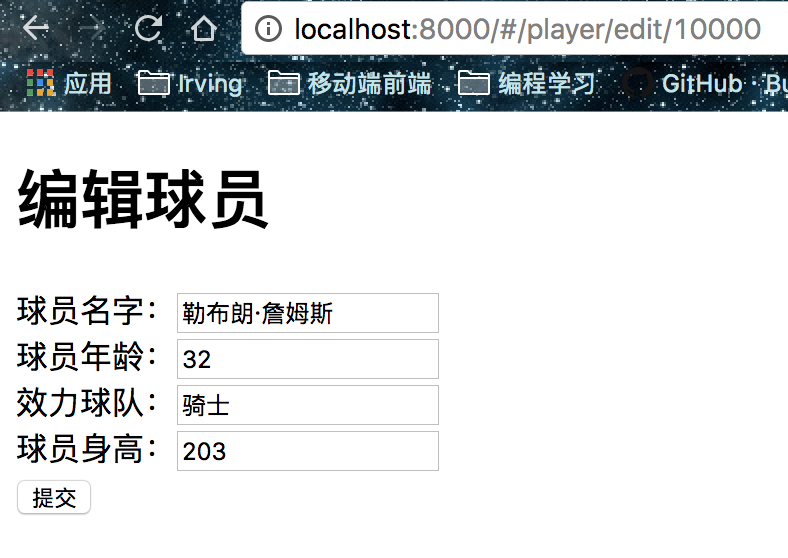 localhost:8000/#/player/edit/10000
应用 Irving 移动端前端 编程学习 GitHub · Bu
编辑球员
球员名字： 勒布朗·詹姆斯
球员年龄： 32
效力球队： 骑士
球员身高： 203
提交